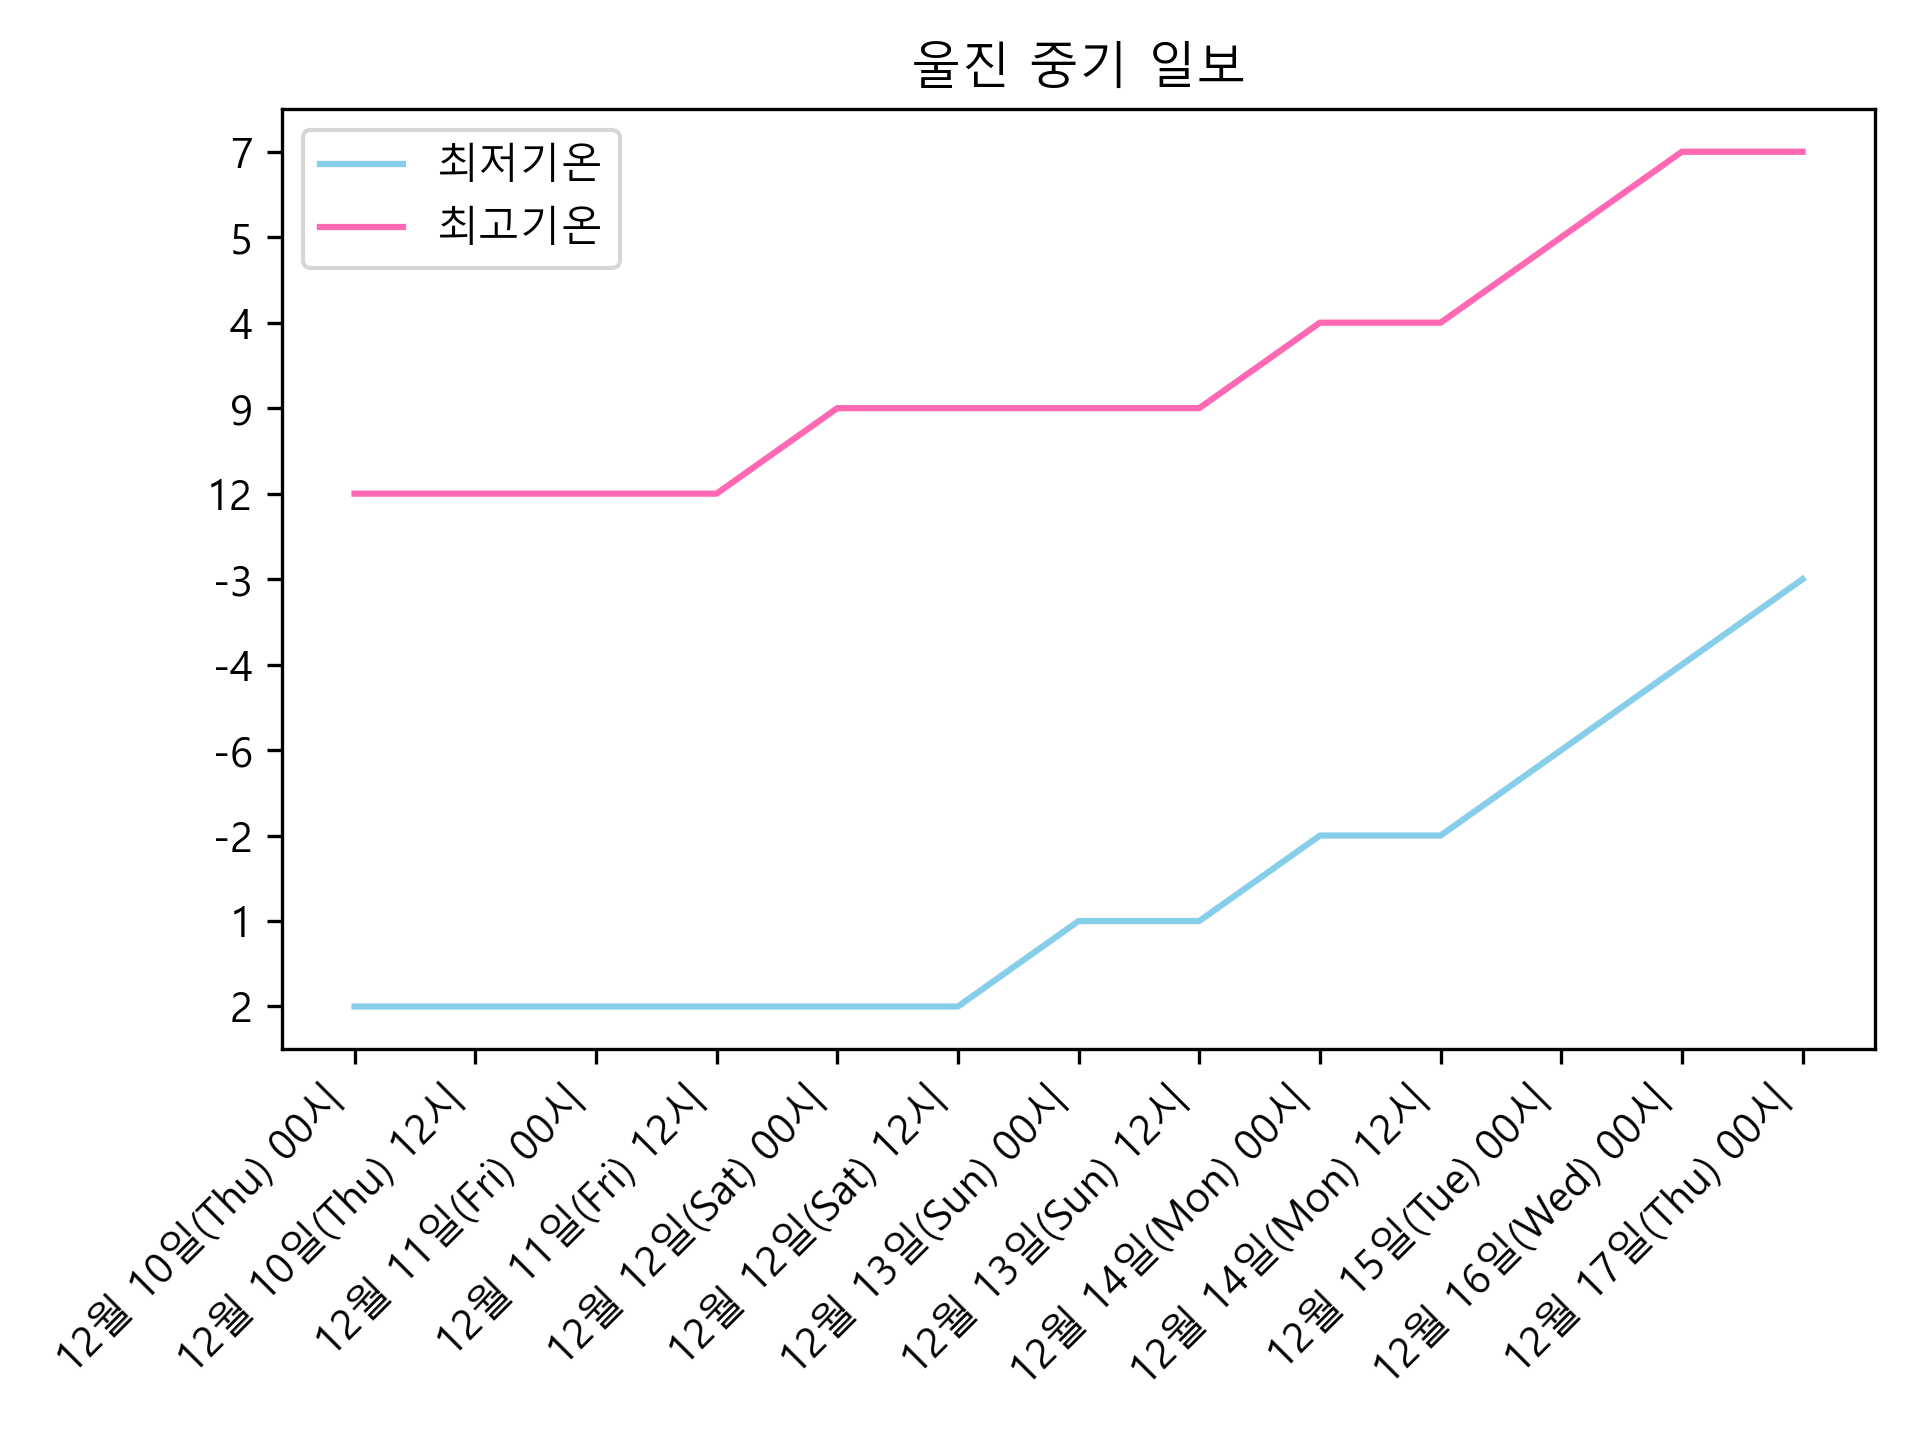 울진 중기 일보
최저기온
최고기온
7
5
4
9
12
-3
-4
-6
-2
1
2
12월 10일(Thu) 00시
12월 10일(Thu) 12시
12월 11일(Fri) 00시
12월 11일(Fri) 12시
12월 12일(Sat) 00시
12월 12일(Sat) 12시
12월 13일(Sun) 00시
12월 13일(Sun) 12시
12월 14일(Mon) 00시
12월 14일(Mon) 12시
12월 15일(Tue) 00시
12월 16일(Wed) 00시
12월 17일(Thu) 00시